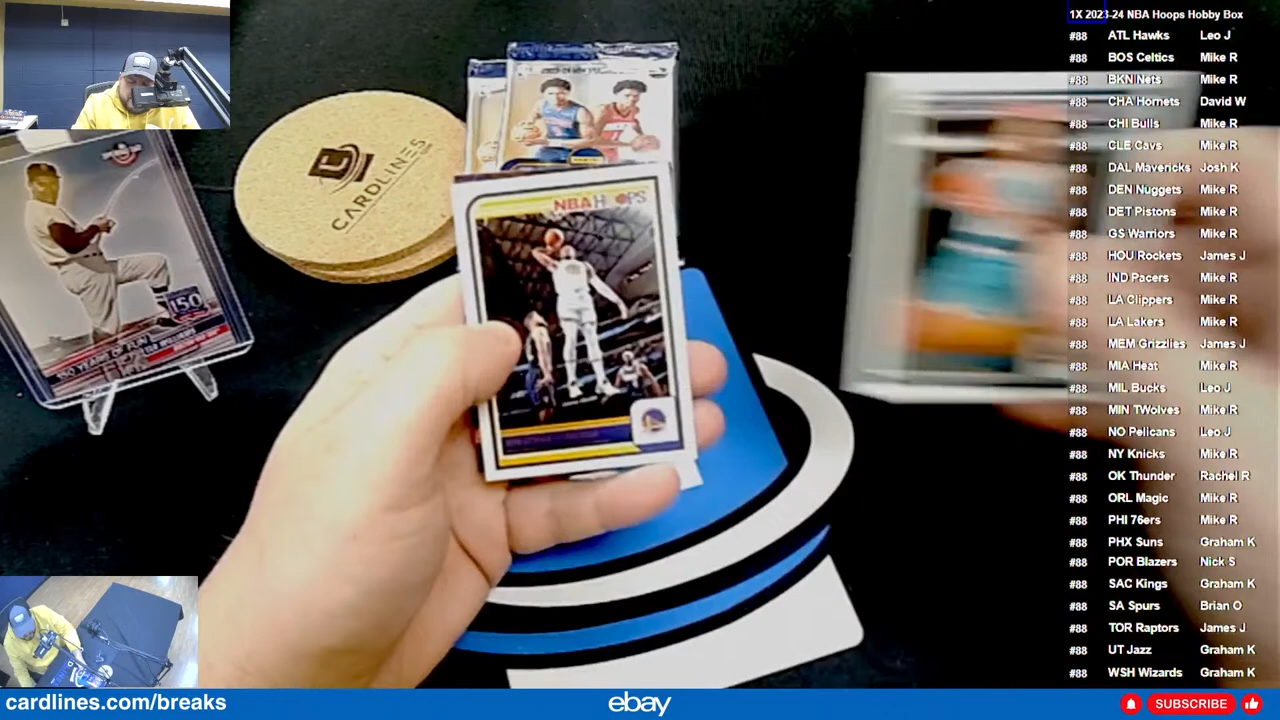 1X 2023-24 NBA Hoops Hobby Box
#88 ATL Hawks Leo J
#88 BOS Celtics Mike R
#88 BKN Nets Mike R
#88 CHA Hornets David W
#88 CHI Bulls Mike R
#88 CLE Cavs Mike R
#88 DAL Mavericks Josh K
#88 DEN Nuggets Mike R
#88 DET Pistons Mike R
#88 GS Warriors Mike R
#88 HOU Rockets James J
#88 IND Pacers Mike R
#88 LA Clippers Mike R
#88 LA Lakers Mike R
#88 MEM Grizzlies James J
#88 MIA Heat Mike R
#88 MIL Bucks Leo J
#88 MIN TWolves Mike R
#88 NO Pelicans Leo J
#88 NY Knicks Mike R
#88 OK Thunder Rachel R
#88 ORL Magic Mike R
#88 PHI 76ers Mike R
#88 PHX Suns Graham K
#88 POR Blazers Nick S
#88 SAC Kings Graham K
#88 SA Spurs Brian O
#88 TOR Raptors James J
#88 UT Jazz Graham K
#88 WSH Wizards Graham K
CARDLINES
NBA HOOPS
150
150 YEARS OF FUN
cardlines.com/breaks
ebay
SUBSCRIBE